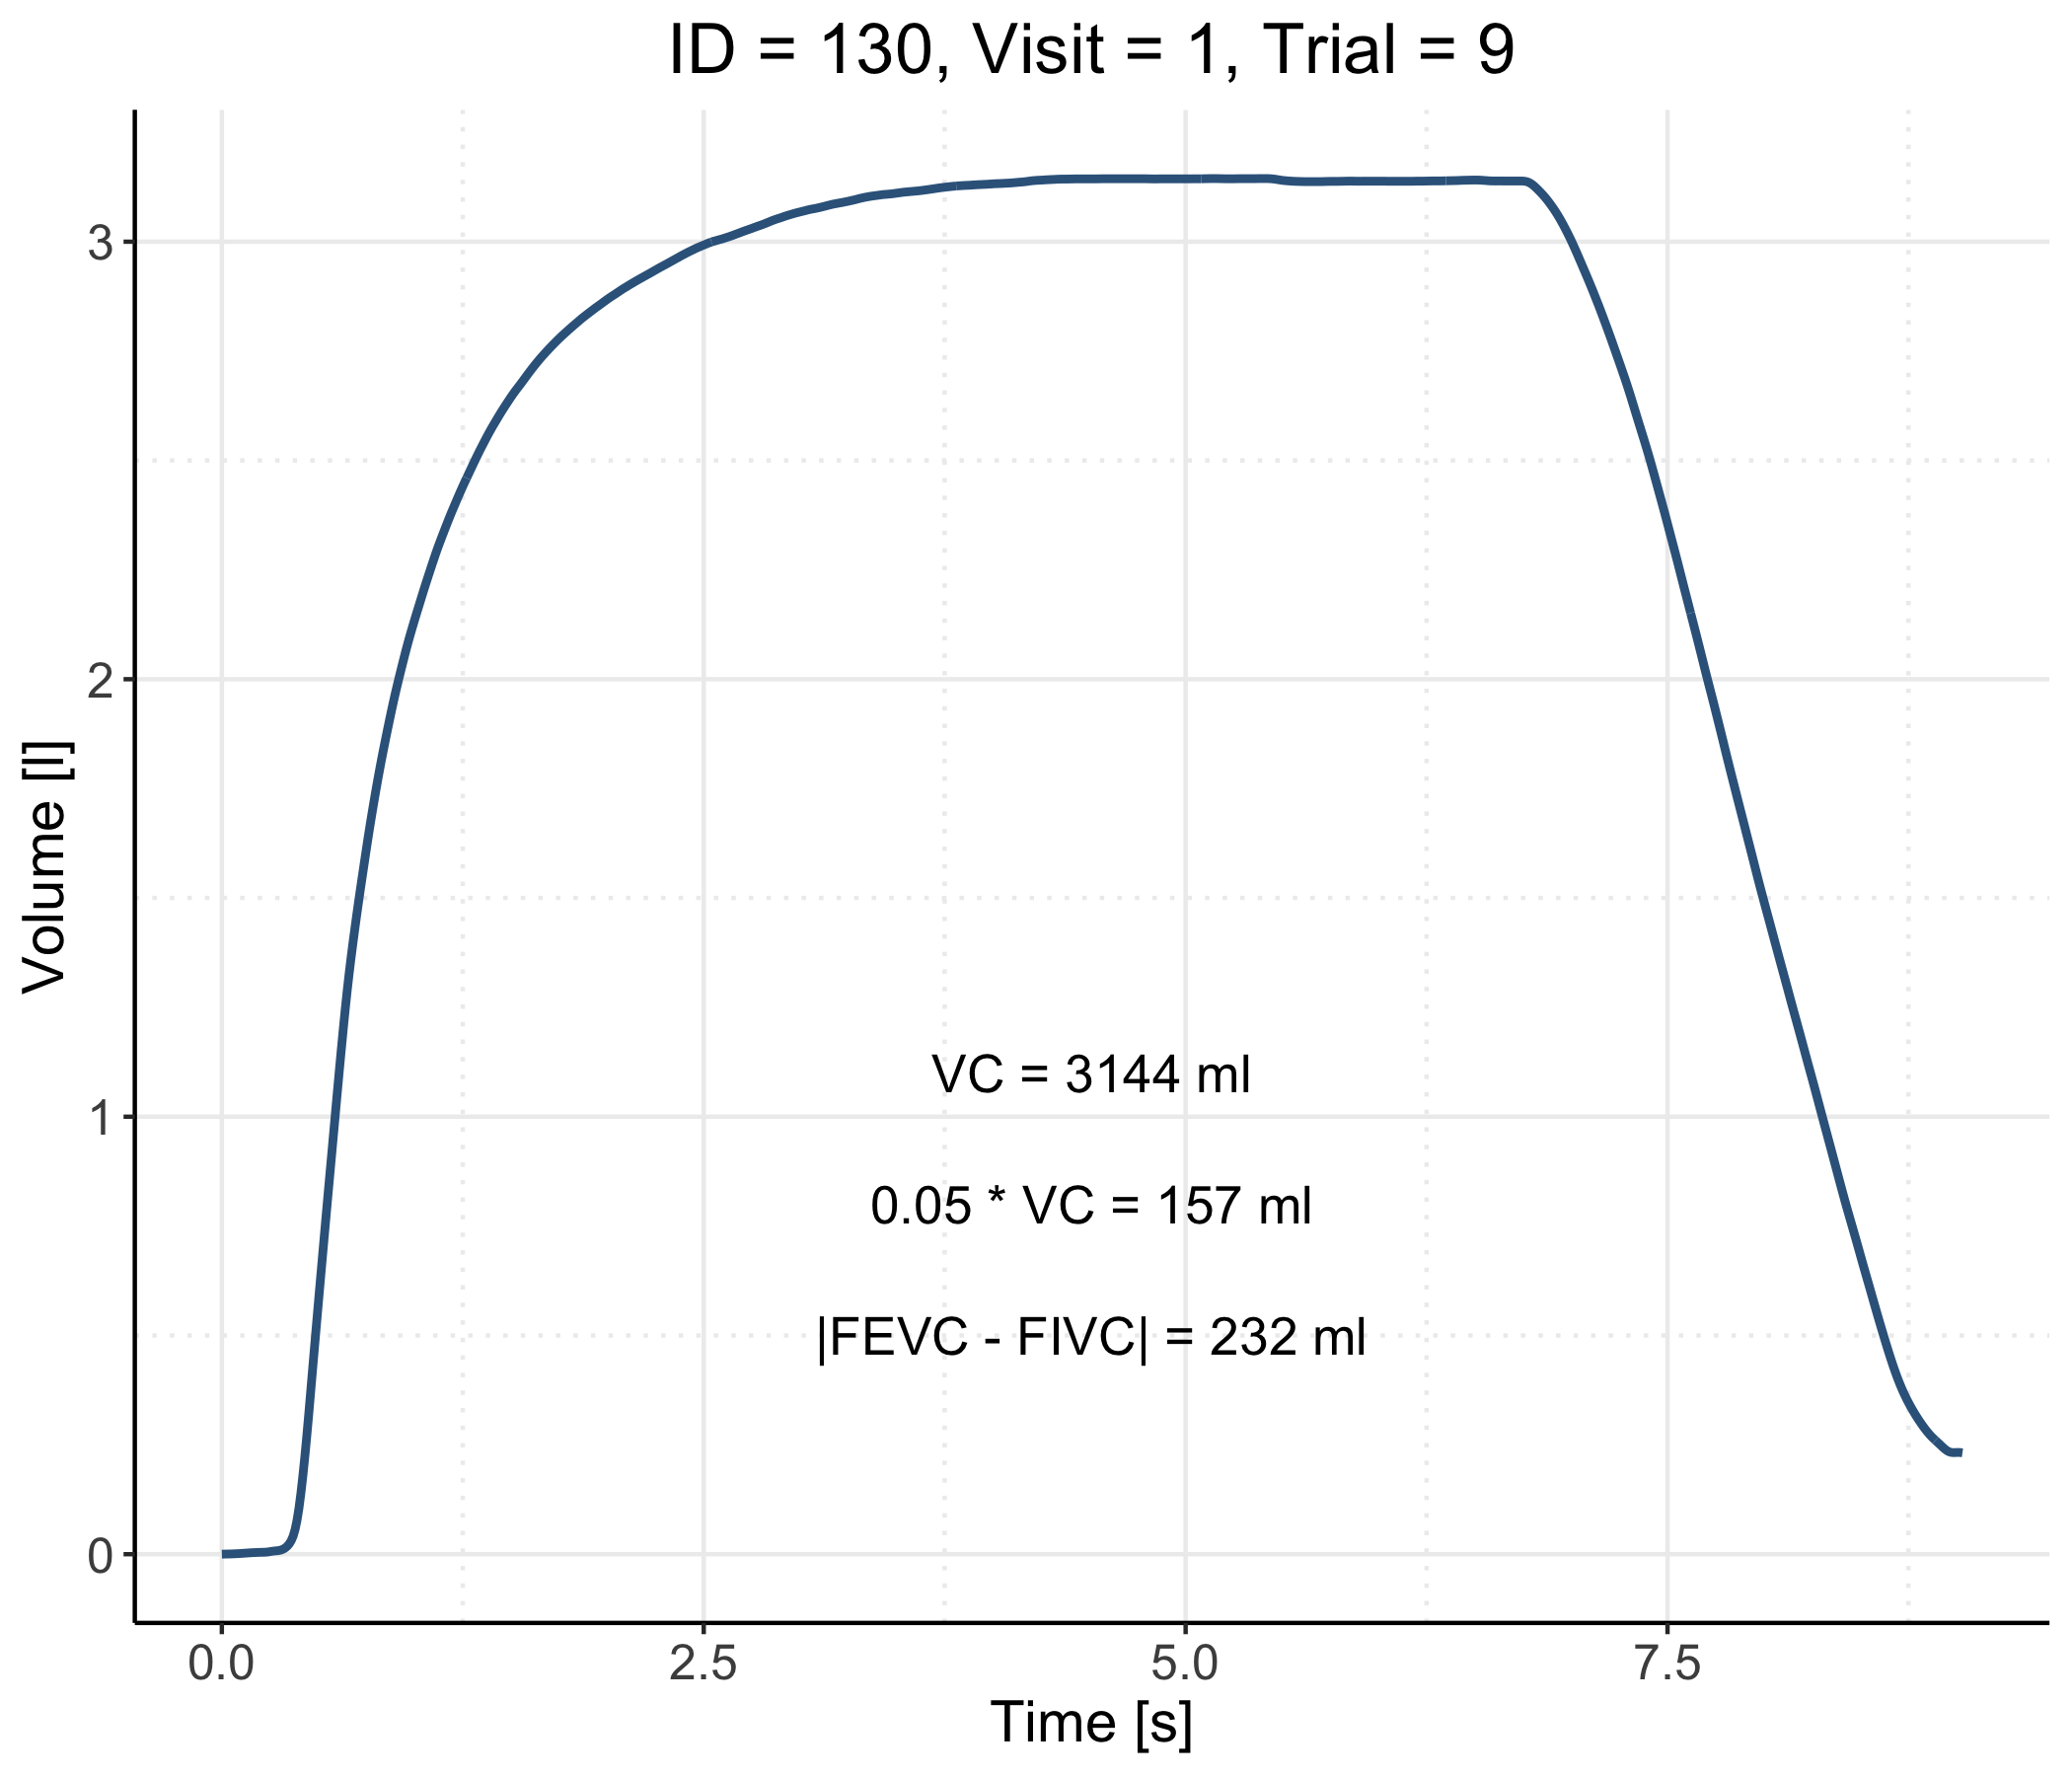 ID = 130, Visit = 1, Trial = 9
3
2
1
0
Volume [l]
VC = 3144 ml
0.05 * VC = 157 ml
|FEVC - FIVC| = 232 ml
0.0 2.5 5.0 7.5
Time [s]